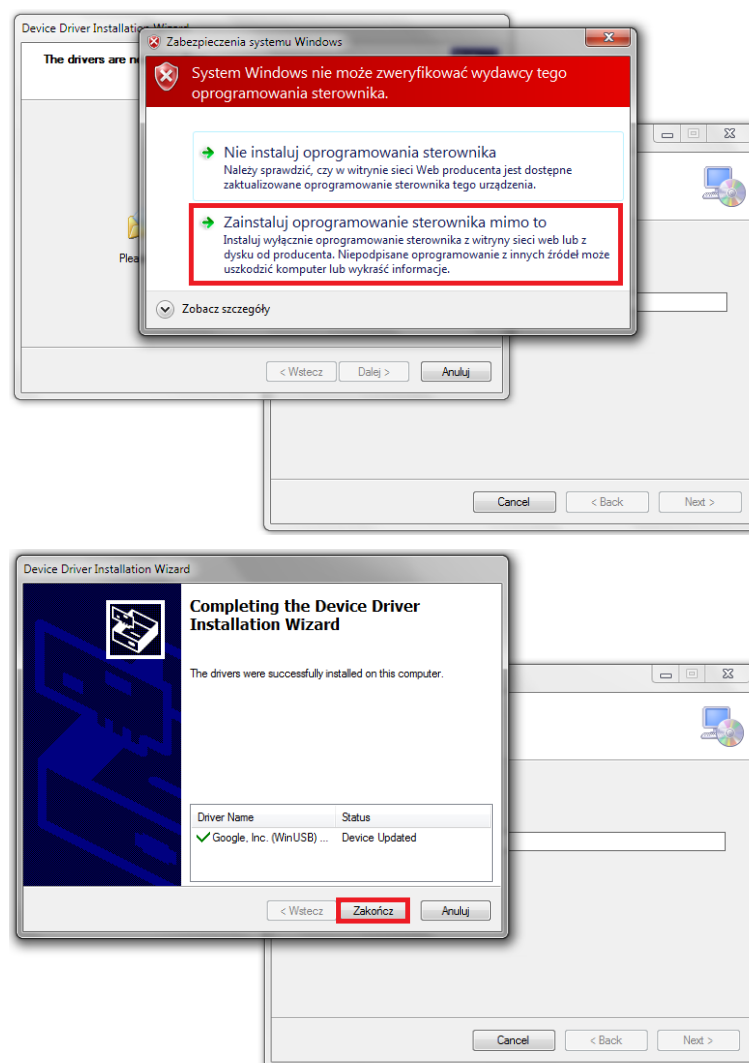 Device Driver Installation Wizard
Zabezpieczenia systemu Windows
The drivers are
System Windows nie może zweryfikować wydawcy tego
oprogramowania sterownika.
Nie instaluj oprogramowania sterownika
Należy sprawdzić, czy w witrynie sieci Web producenta jest dostępne
zaktualizowane oprogramowanie sterownika tego urządzenia.
Zainstaluj oprogramowanie sterownika mimo to
Instaluj wyłącznie oprogramowanie sterownika z witryny sieci web lub z
dysku od producenta. Niepodpisane oprogramowanie z innych źródeł może
uszkodzić komputer lub wykraść informacje.
Zobacz szczegóły
< Wstecz
Dalej >
Anuluj
Cancel
< Back
Next >
Device Driver Installation Wizard
Completing the Device Driver
Installation Wizard
The drivers were successfully installed on this computer.
Driver Name
Status
Google, Inc. (WinUSB) ...
Device Updated
< Wstecz
Zakończ
Anuluj
Cancel
< Back
Next >